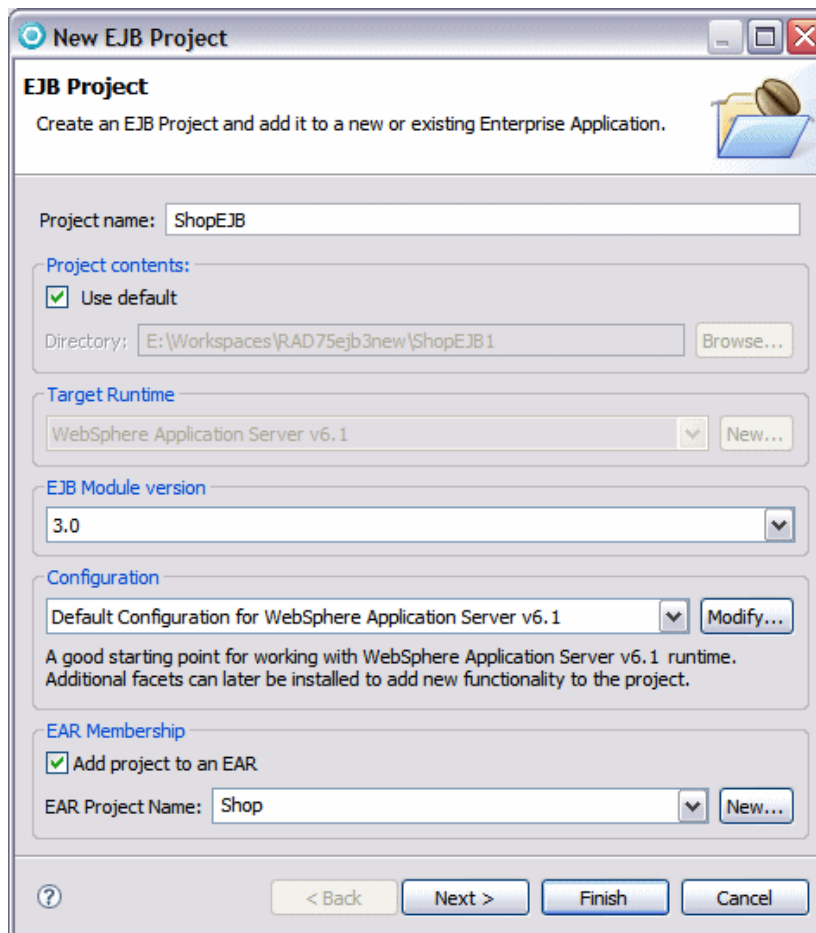 New EJB Project
EJB Project
Create an EJB Project and add it to a new or existing Enterprise Application.
Project name: ShopEJB
Project contents:
Use default
Directory: E:\Workspaces\RAD75ejb3new\ShopEJB1 Browse...
Target Runtime
WebSphere Application Server v6.1 New...
EJB Module version
3.0
Configuration
Default Configuration for WebSphere Application Server v6.1 Modify...
A good starting point for working with WebSphere Application Server v6.1 runtime.
Additional facets can later be installed to add new functionality to the project.
EAR Membership
Add project to an EAR
EAR Project Name: Shop New...
? < Back Next > Finish Cancel